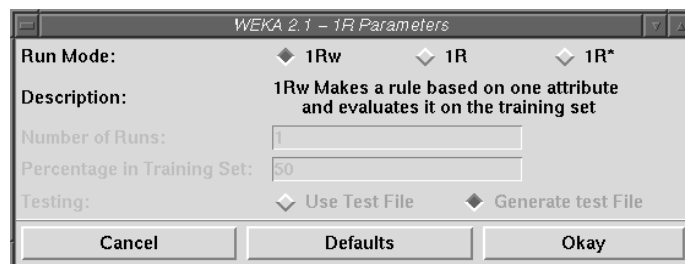 WEKA 2.1 – 1R Parameters
Run Mode: 1Rw 1R 1R*
Description: 1Rw Makes a rule based on one attribute
and evaluates it on the training set
Number of Runs: 1
Percentage in Training Set: 50
Testing: Use Test File Generate test File
Cancel Defaults Okay